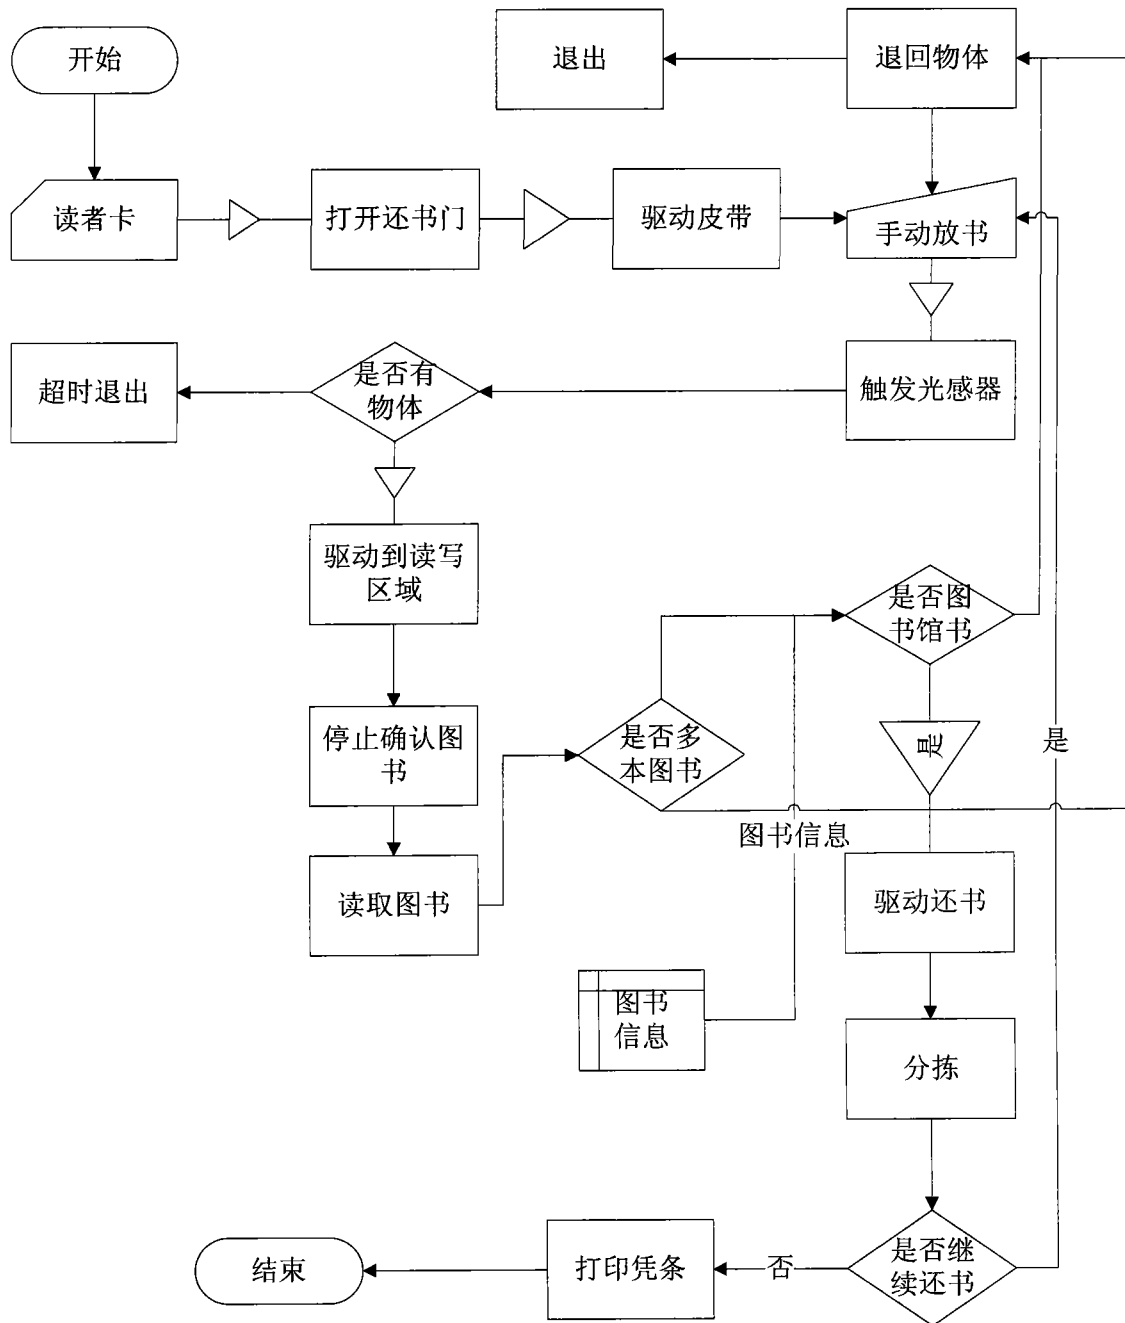 开始
退出
退回物体
读者卡
打开还书门
驱动皮带
手动放书
超时退出
是否有
物体
触发光感器
驱动到读写
区域
是否图
书馆书
停止确认图
书
是否多
本图书
是
是
图书信息
读取图书
驱动还书
图书
信息
分拣
结束
打印凭条
否
是否继
续还书